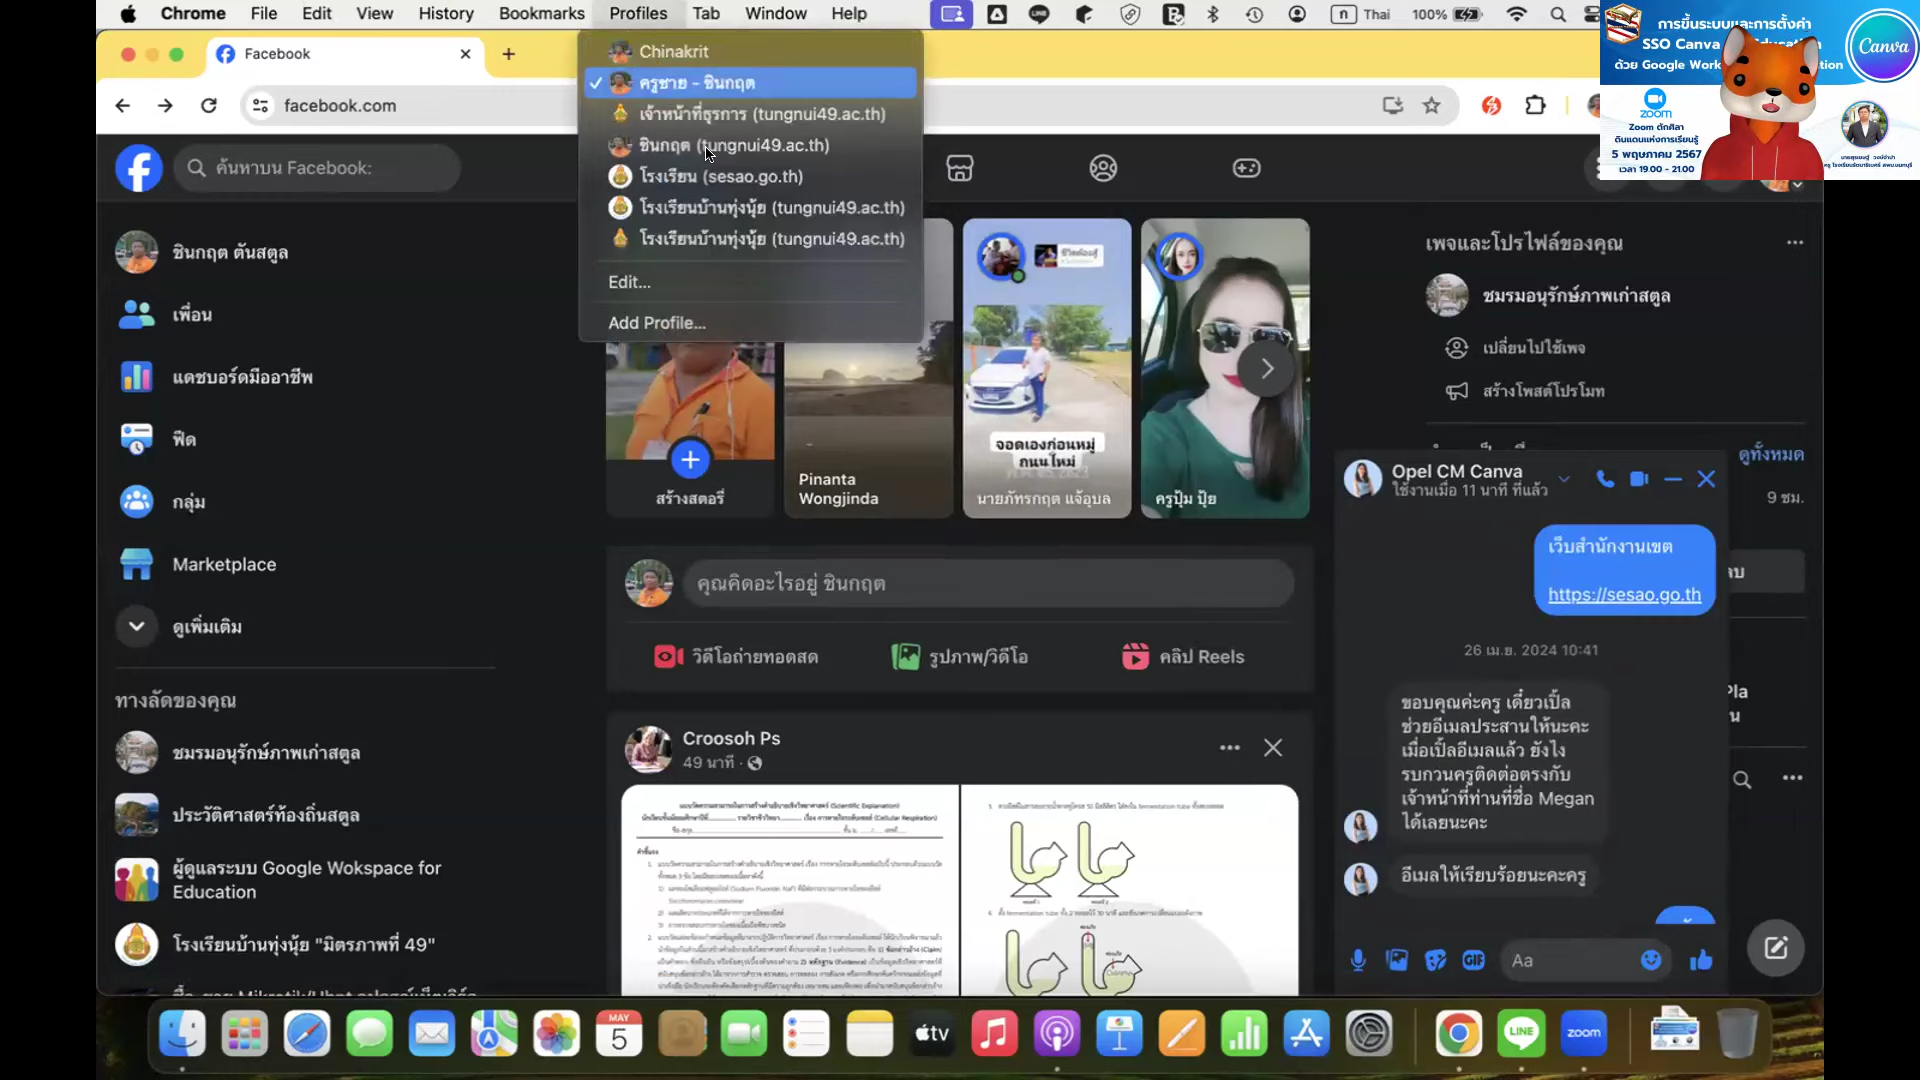 Chrome File Edit View History Bookmarks Profiles Tab Window Help
ก Thai 100%
Facebook
facebook.com
Chinakrit
ครูชาย - ชินกฤต
เจ้าหน้าที่ธุรการ (tungnui49.ac.th)
ชินกฤต (tungnui49.ac.th)
โรงเรียน (sesao.go.th)
โรงเรียนบ้านทุ่งนุ้ย (tungnui49.ac.th)
โรงเรียนบ้านทุ่งนุ้ย (tungnui49.ac.th)
Edit...
Add Profile...
การขึ้นระบบและการตั้งค่า
SSO Canva
Canva
zoom
Zoom ตักศิลา
ดินแดนแห่งการเรียนรู้
5 พฤษภาคม 2567
เวลา 19.00 - 21.00
ค้นหาบน Facebook:
ชินกฤต ตันสตูล
เพื่อน
แดชบอร์ดมืออาชีพ
ฟีด
กลุ่ม
Marketplace
ดูเพิ่มเติม
ทางลัดของคุณ
ชมรมอนุรักษ์ภาพเก่าสตูล
ประวัติศาสตร์ท้องถิ่นสตูล
ผู้ดูแลระบบ Google Wokspace for
Education
โรงเรียนบ้านทุ่งนุ้ย "มิตรภาพที่ 49"
สร้างสตอรี่
Pinanta
Wongjinda
ชีวิตต้องสู้
จอดเองก่อนหมู่
ถนนใหม่
นายภัทรกฤต แจ้อุบล
ครูปุ้ม ปุ้ย
คุณคิดอะไรอยู่ ชินกฤต
วิดีโอถ่ายทอดสด
รูปภาพ/วิดีโอ
คลิป Reels
Croosoh Ps
49 นาที ·
เพจและโปรไฟล์ของคุณ
ชมรมอนุรักษ์ภาพเก่าสตูล
เปลี่ยนไปใช้เพจ
สร้างโพสต์โปรโมท
ดูทั้งหมด
9 ชม.
Opel CM Canva
ใช้งานเมื่อ 11 นาที ที่แล้ว
เว็บสำนักงานเขต
https://sesao.go.th
26 เม.ย. 2024 10:41
ขอบคุณค่ะครู เดี๋ยวเปิ้ล
ช่วยอีเมลประสานให้นะคะ
เมื่อเปิ้ลอีเมลแล้ว ยังไง
รบกวนครูติดต่อตรงกับ
เจ้าหน้าที่ท่านที่ชื่อ Megan
ได้เลยนะคะ
อีเมลให้เรียบร้อยนะคะครู
GIF
Aa
MAY
5
tv
LINE
zoom